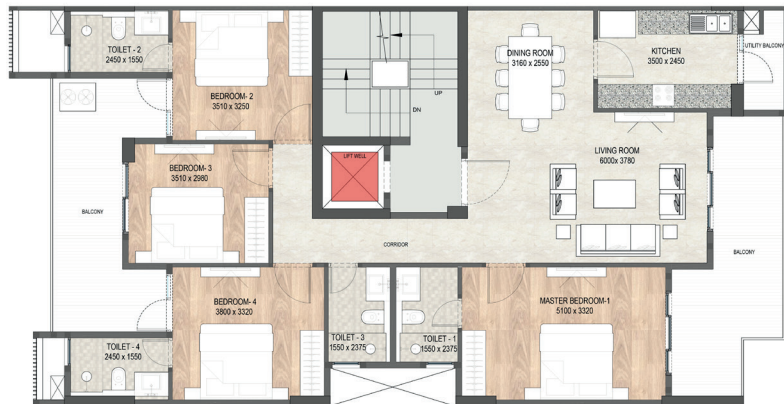 TOILET - 2
2450 x 1550
BEDROOM- 2
3510 X 3250
UP
DN
DINING ROOM
3160 x 2550
KITCHEN
3500 x 2450
UTILITY BALCONY
BEDROOM- 3
3510 x 2980
LIFT WELL
LIVING ROOM
6000x 3780
BALCONY
CORRIDOR
BALCONY
BEDROOM- 4
3800 x 3320
TOILET - 3
1550 x 2375
TOILET - 1
1550 x 2375
MASTER BEDROOM-1
5100 x 3320
TOILET - 4
2450 x 1550